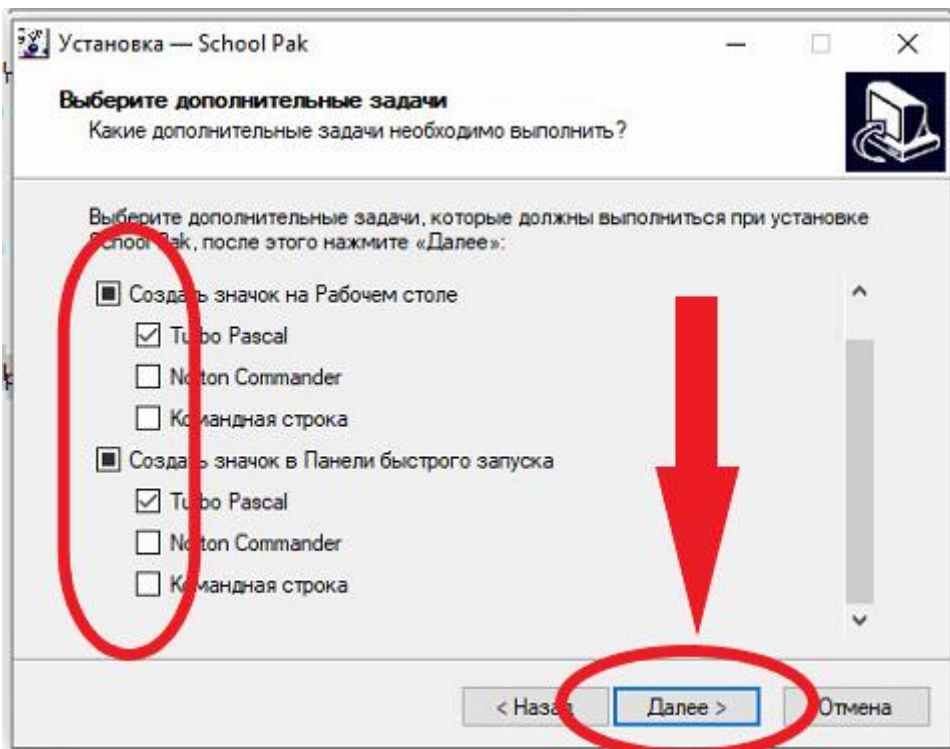 Установка — School Pak
Выберите дополнительные задачи
Какие дополнительные задачи необходимо выполнить?
Выберите дополнительные задачи, которые должны выполниться при установке
School Pak, после этого нажмите «Далее»:
Создать значок на Рабочем столе
Turbo Pascal
Norton Commander
Командная строка
Создать значок в Панели быстрого запуска
Turbo Pascal
Norton Commander
Командная строка
< Назад
Далее >
Отмена